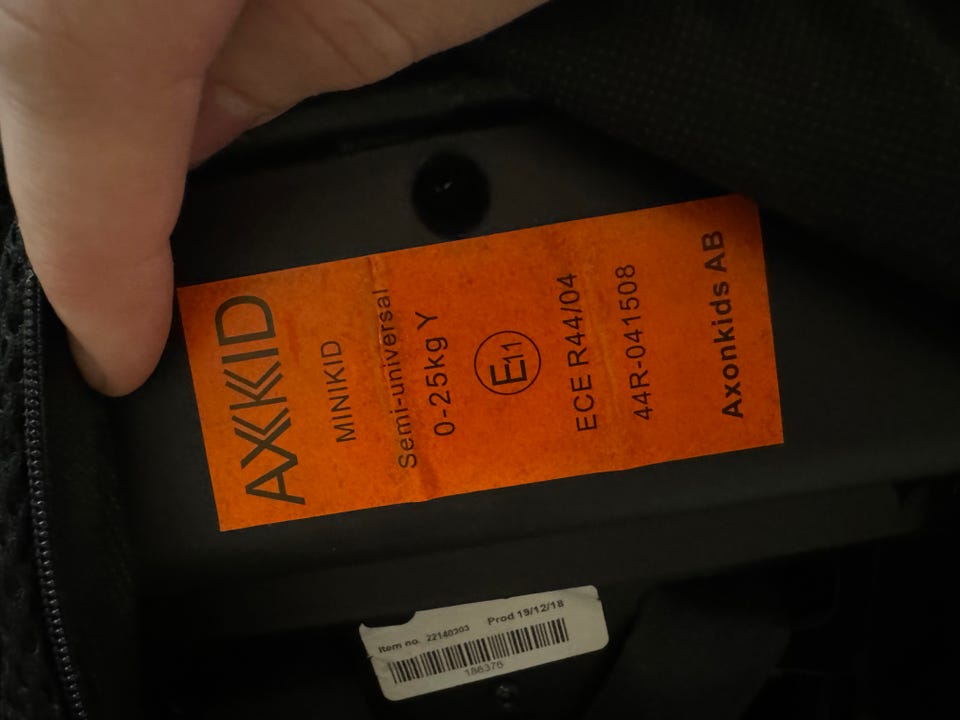 AXKID
MINIKID
Semi-universal
0-25kg Y
E11
ECE R44/04
44R-041508
Axonkids AB
Item no. 22140203 Prod 19/12/18
186376